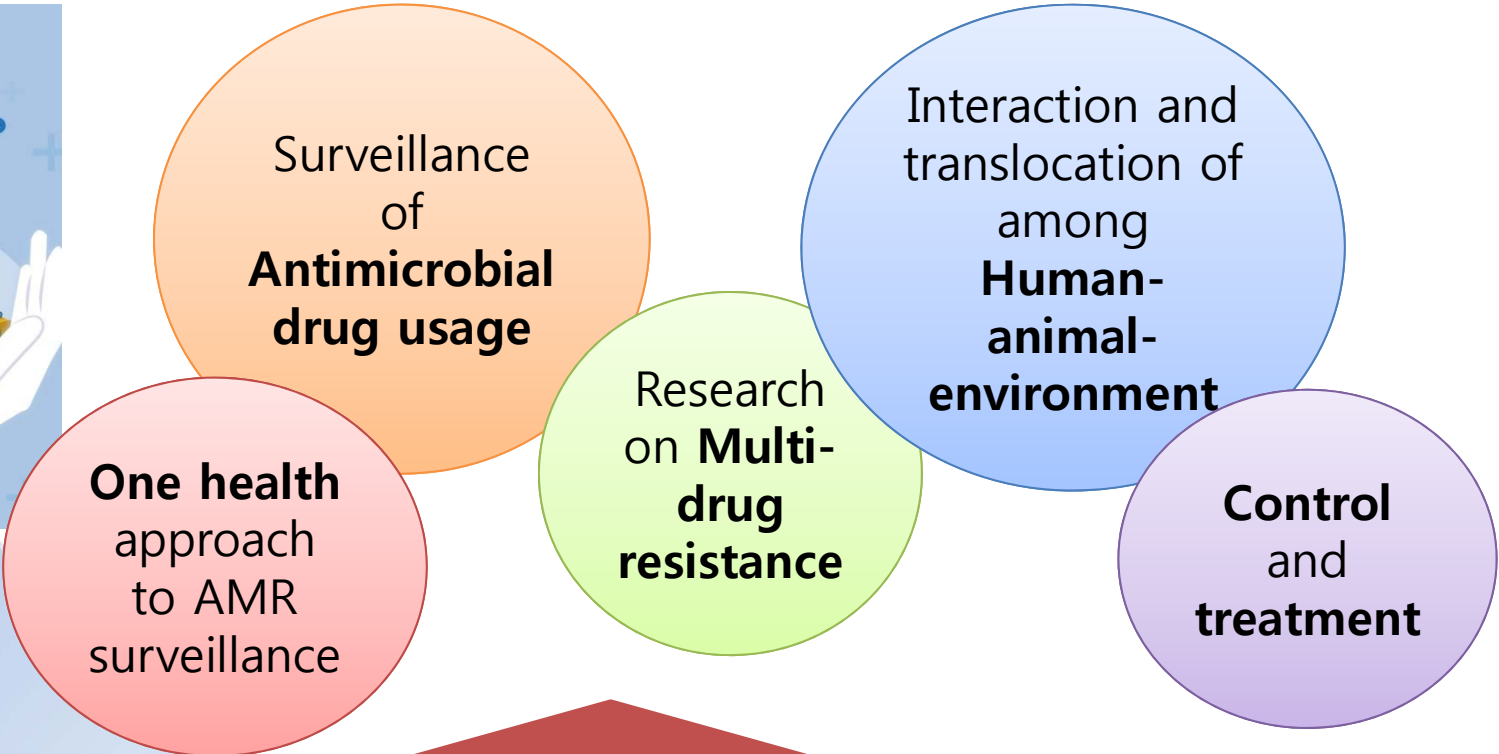 Surveillance
of
Antimicrobial
drug usage
Interaction and
translocation of
among
Human-
animal-
environment
One health
approach
to AMR
surveillance
Research
on Multi-
drug
resistance
Control
and
treatment